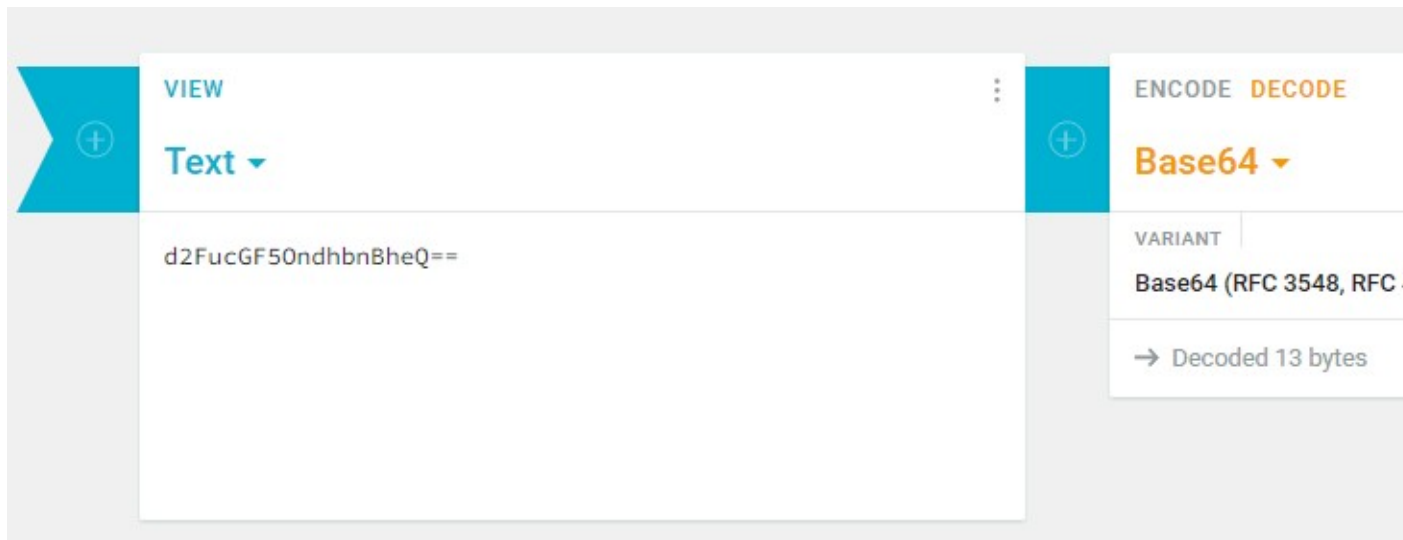 VIEW
Text
d2FucGF5OndhbnBheQ==
ENCODE DECODE
Base64
VARIANT
Base64 (RFC 3548, RFC
→ Decoded 13 bytes